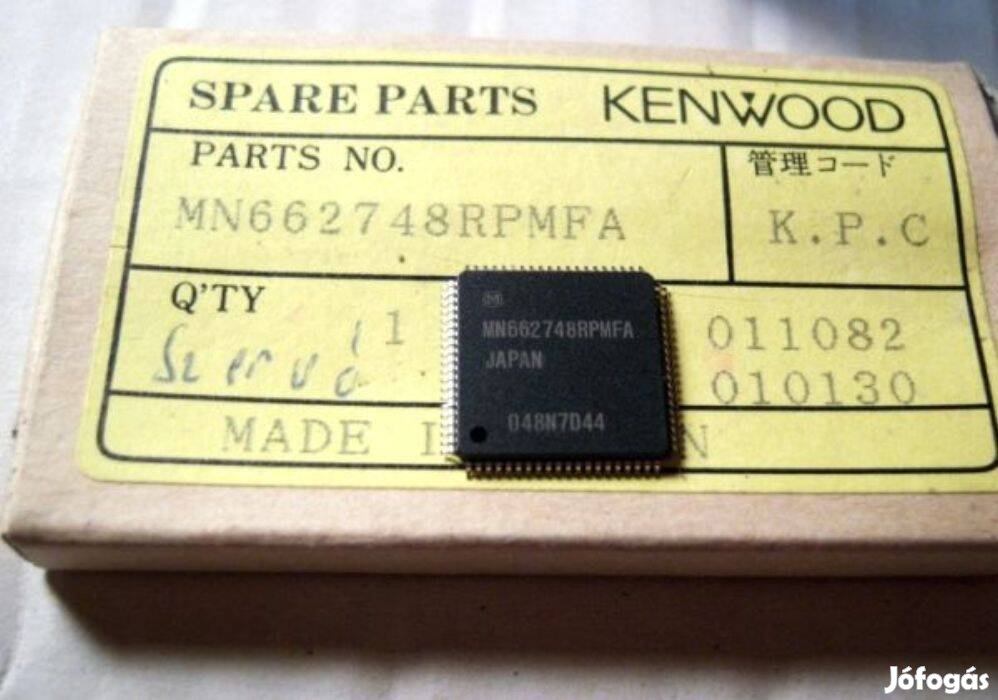 SPARE PARTS KENWOOD
PARTS NO. 管理コード
MN662748RPMFA K.P.C
Q'TY 1 011082
Szervó 010130
MADE I N
M
MN662748RPMFA
JAPAN
048N7D44
Jófogás